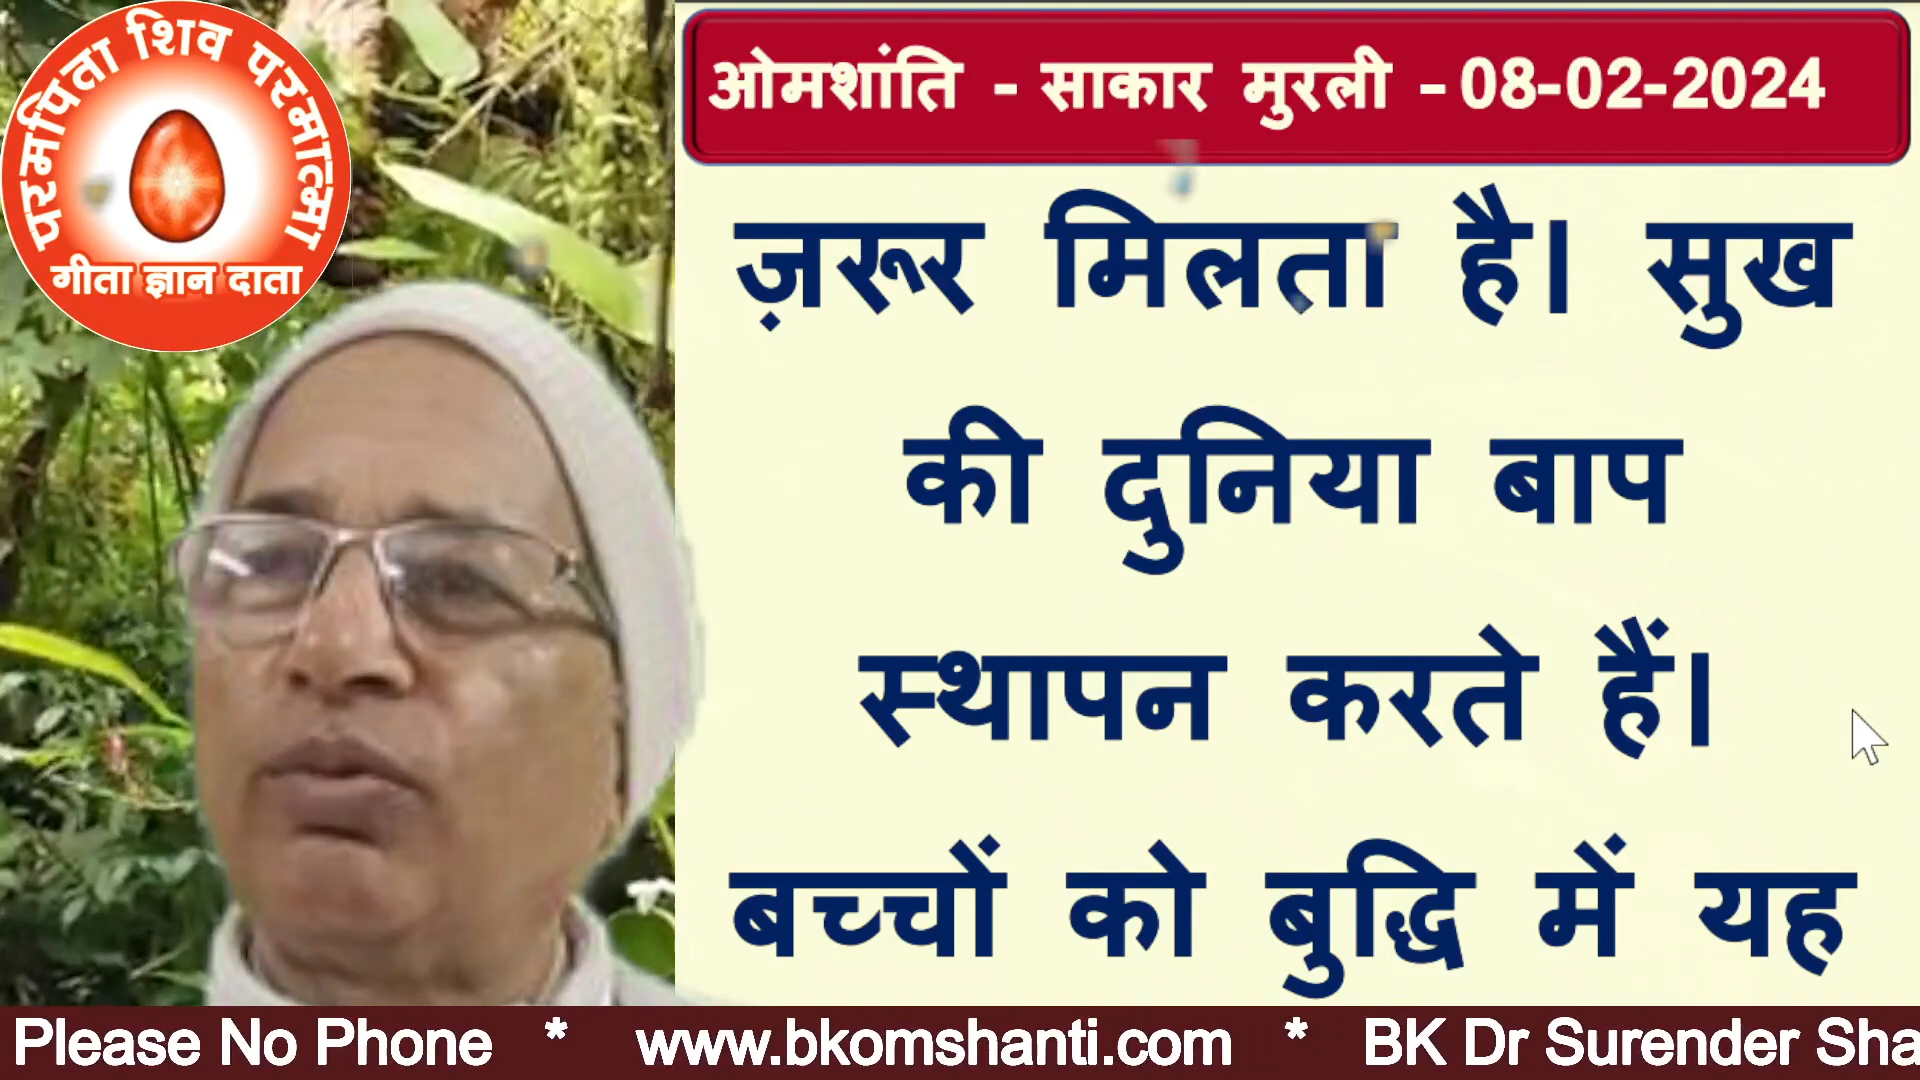 परमपिता शिव परमात्मा
गीता ज्ञान दाता
ओमशांति - साकार मुरली - 08-02-2024
ज़रूर मिलता है। सुख
की दुनिया बाप
स्थापन करते हैं।
बच्चों को बुद्धि में यह
Please No Phone * www.bkomshanti.com * BK Dr Surender Sha